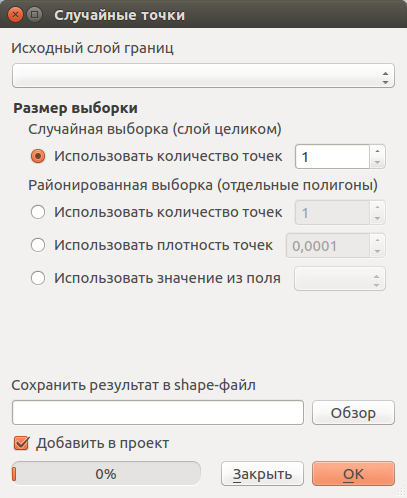 Случайные точки
Исходный слой границ
Размер выборки
Случайная выборка (слой целиком)
Использовать количество точек 1
Районированная выборка (отдельные полигоны)
Использовать количество точек 1
Использовать плотность точек 0,0001
Использовать значение из поля
Сохранить результат в shape-файл
Обзор
Добавить в проект
0% Закрыть OK